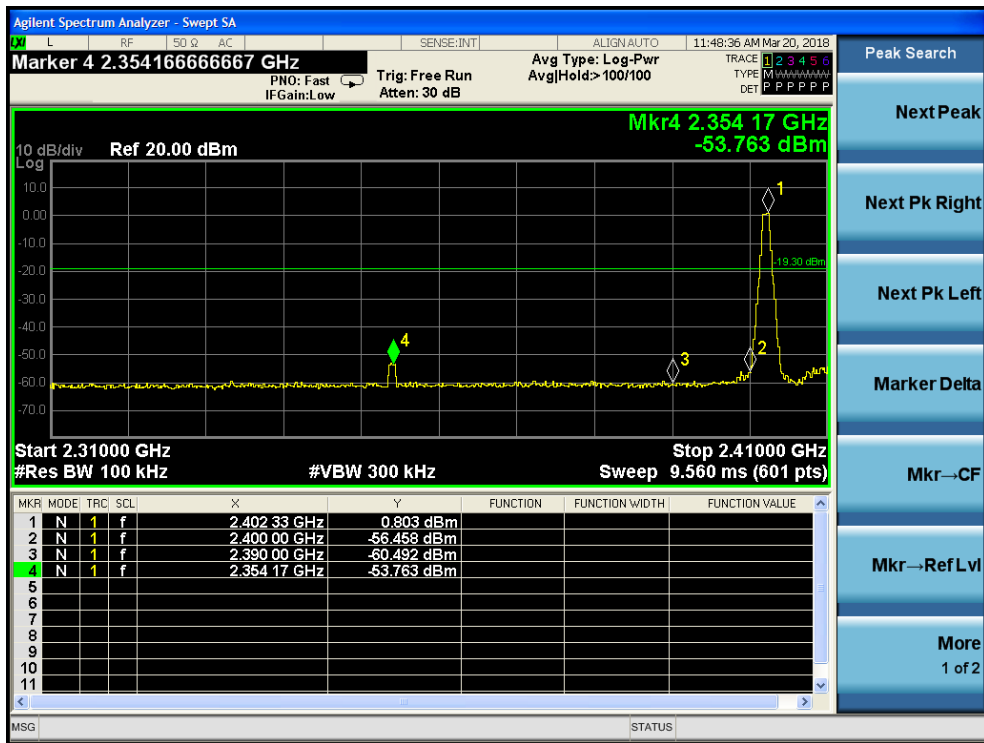 Agilent Spectrum Analyzer - Swept SA
LXI L RF 50 Ω AC SENSE:INT ALIGN AUTO 11:48:36 AM Mar 20, 2018
Marker 4 2.354166666667 GHz
PNO: Fast
IFGain:Low
Trig: Free Run
Atten: 30 dB
Avg Type: Log-Pwr
Avg|Hold:> 100/100
TRACE 1 2 3 4 5 6
TYPE M
DET P P P P P P
Mkr4 2.354 17 GHz
-53.763 dBm
10 dB/div Ref 20.00 dBm
Log
10.0
0.00
-10.0
-20.0
-30.0
-40.0
-50.0
-60.0
-70.0
1
-19.30 dBm
4
3
2
Start 2.31000 GHz Stop 2.41000 GHz
#Res BW 100 kHz #VBW 300 kHz Sweep 9.560 ms (601 pts)
MKR MODE TRC SCL X Y FUNCTION FUNCTION WIDTH FUNCTION VALUE
1 N 1 f 2.402 33 GHz 0.803 dBm
2 N 1 f 2.400 00 GHz -56.458 dBm
3 N 1 f 2.390 00 GHz -60.492 dBm
4 N 1 f 2.354 17 GHz -53.763 dBm
5
6
7
8
9
10
11
MSG STATUS
Peak Search
Next Peak
Next Pk Right
Next Pk Left
Marker Delta
Mkr→CF
Mkr→Ref Lvl
More
1 of 2